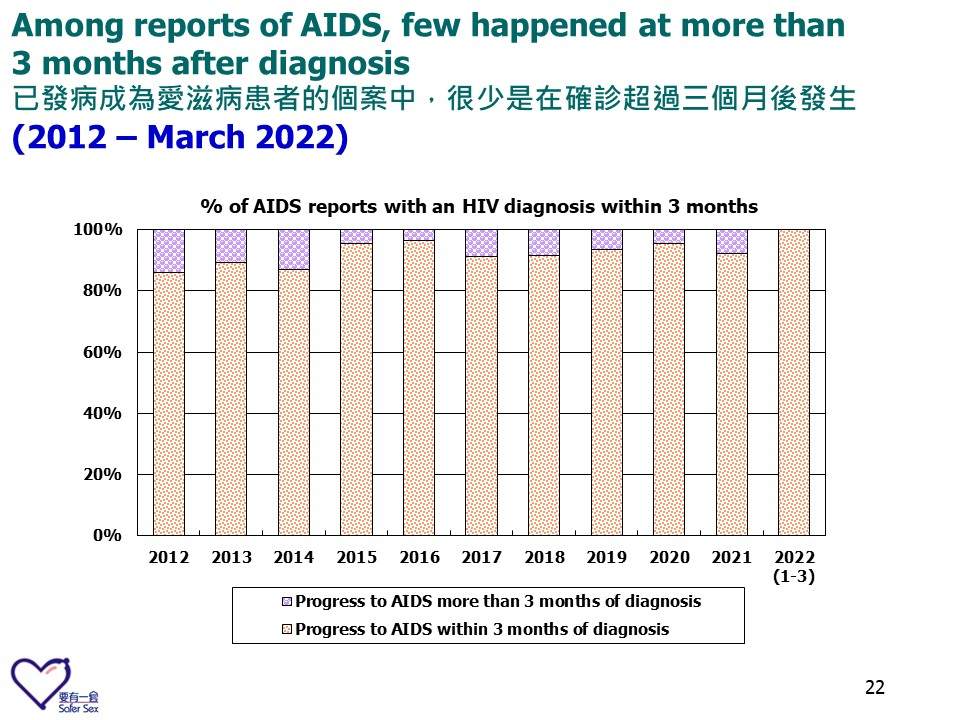 Among reports of AIDS, few happened at more than
3 months after diagnosis
已發病成為愛滋病患者的個案中，很少是在確診超過三個月後發生
(2012 – March 2022)
% of AIDS reports with an HIV diagnosis within 3 months
100%
80%
60%
40%
20%
0%
2012 2013 2014 2015 2016 2017 2018 2019 2020 2021 2022
(1-3)
Progress to AIDS more than 3 months of diagnosis
Progress to AIDS within 3 months of diagnosis
要有一套
Safer Sex
22